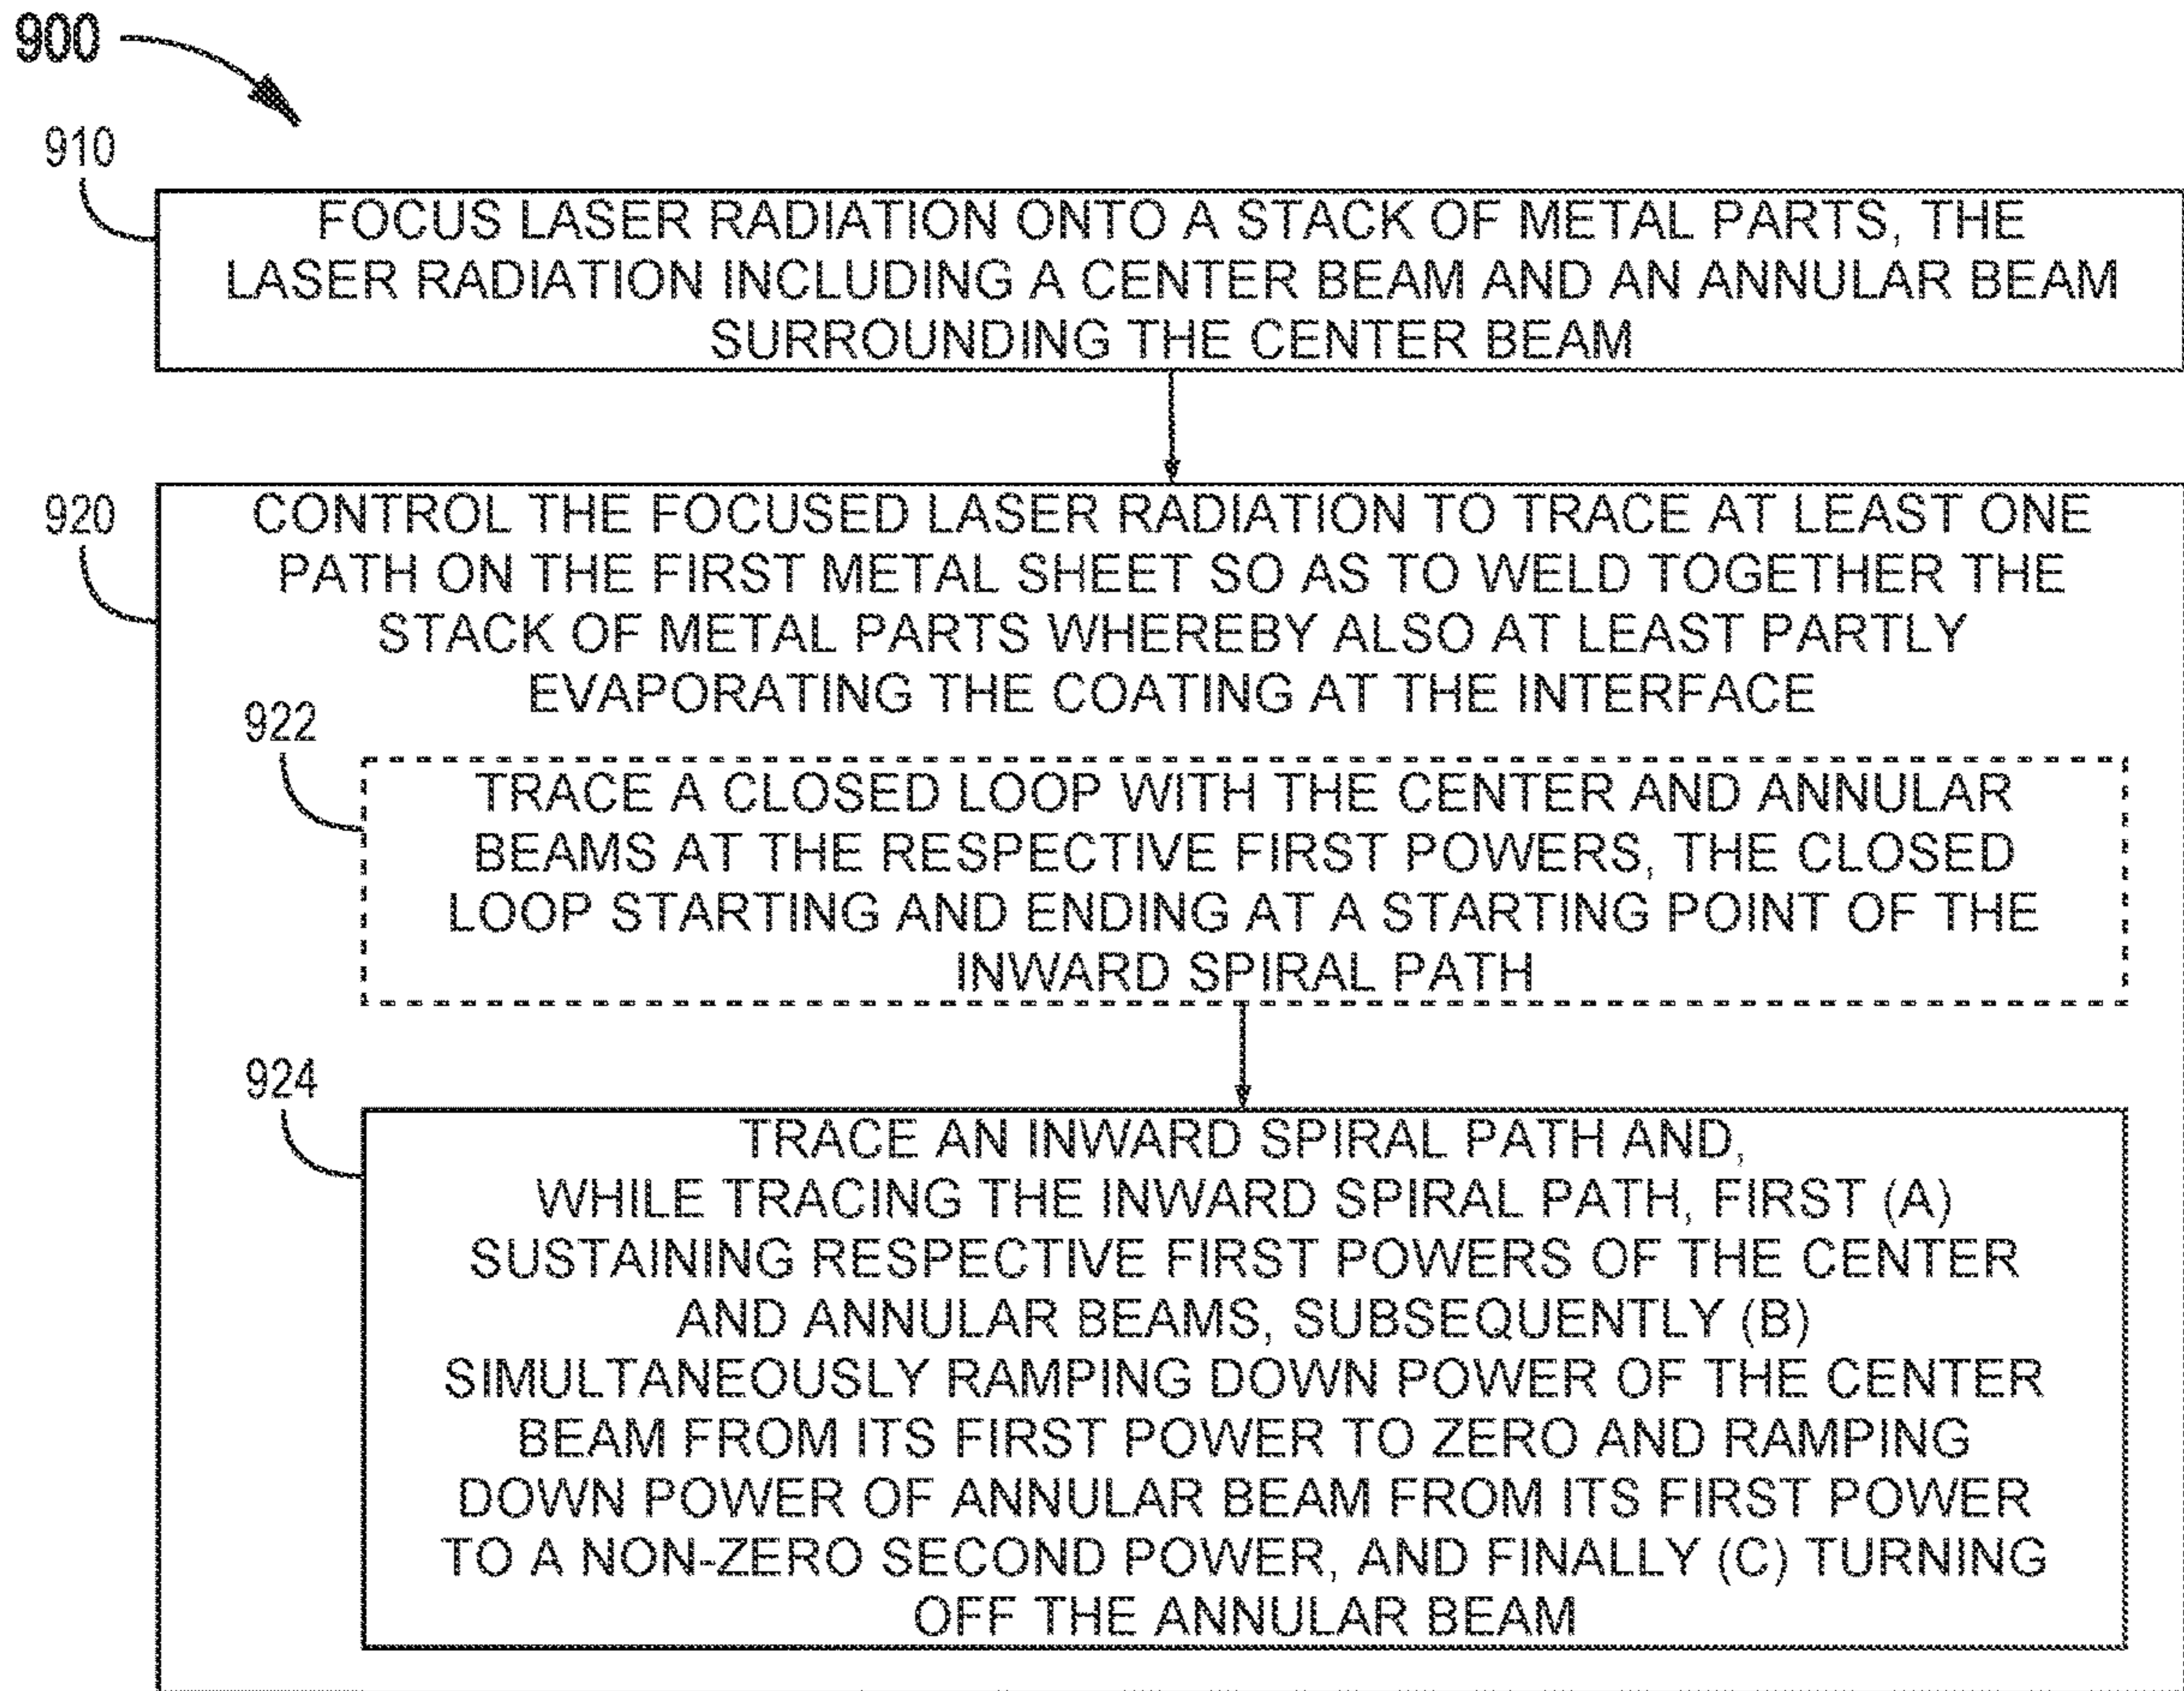 900
910
FOCUS LASER RADIATION ONTO A STACK OF METAL PARTS, THE
LASER RADIATION INCLUDING A CENTER BEAM AND AN ANNULAR BEAM
SURROUNDING THE CENTER BEAM
920
CONTROL THE FOCUSED LASER RADIATION TO TRACE AT LEAST ONE
PATH ON THE FIRST METAL SHEET SO AS TO WELD TOGETHER THE
STACK OF METAL PARTS WHEREBY ALSO AT LEAST PARTLY
EVAPORATING THE COATING AT THE INTERFACE
922
TRACE A CLOSED LOOP WITH THE CENTER AND ANNULAR
BEAMS AT THE RESPECTIVE FIRST POWERS, THE CLOSED
LOOP STARTING AND ENDING AT A STARTING POINT OF THE
INWARD SPIRAL PATH
924
TRACE AN INWARD SPIRAL PATH AND,
WHILE TRACING THE INWARD SPIRAL PATH, FIRST (A)
SUSTAINING RESPECTIVE FIRST POWERS OF THE CENTER
AND ANNULAR BEAMS, SUBSEQUENTLY (B)
SIMULTANEOUSLY RAMPING DOWN POWER OF THE CENTER
BEAM FROM ITS FIRST POWER TO ZERO AND RAMPING
DOWN POWER OF ANNULAR BEAM FROM ITS FIRST POWER
TO A NON-ZERO SECOND POWER, AND FINALLY (C) TURNING
OFF THE ANNULAR BEAM